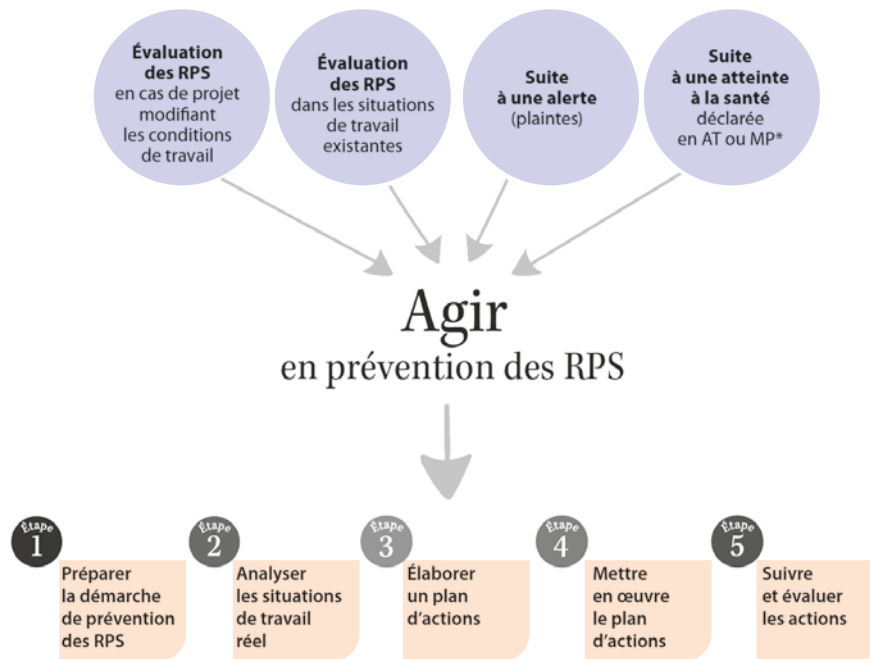 Évaluation
des RPS
en cas de projet
modifiant
les conditions
de travail
Évaluation
des RPS
dans les situations
de travail
existantes
Suite
à une alerte
(plaintes)
Suite
à une atteinte
à la santé
déclarée
en AT ou MP*
Agir
en prévention des RPS
Étape
1
Préparer
la démarche
de prévention
des RPS
Étape
2
Analyser
les situations
de travail
réel
Étape
3
Élaborer
un plan
d'actions
Étape
4
Mettre
en œuvre
le plan
d'actions
Étape
5
Suivre
et évaluer
les actions